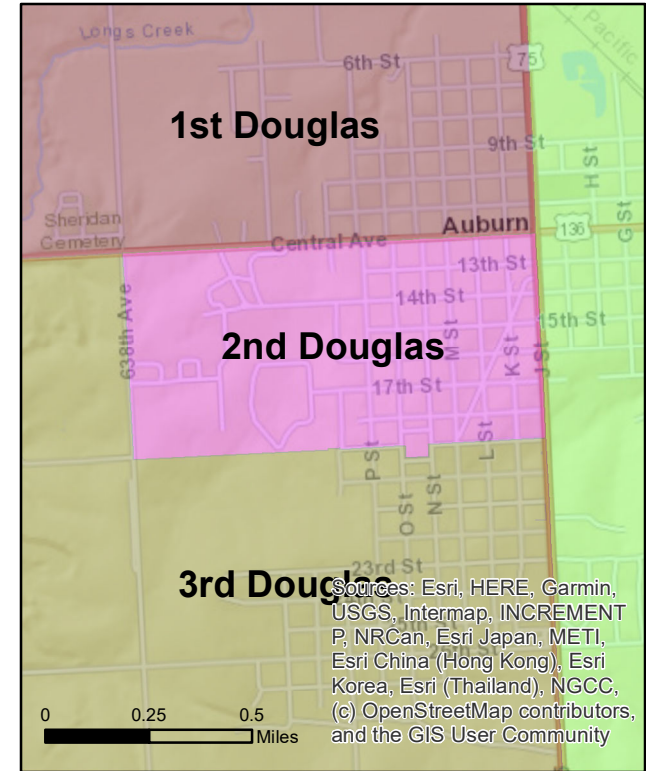 Longs Creek
Pacific
6th St
75
1st Douglas
9th St
H St
G St
Sheridan
Cemetery
Auburn
136
Central Ave
13th St
638th Ave
14th St
15th St
2nd Douglas
M St
K St
J St
17th St
L St
P St
O St
N St
23rd St
3rd Douglas
Sources: Esri, HERE, Garmin,
USGS, Intermap, INCREMENT
P, NRCan, Esri Japan, METI,
Esri China (Hong Kong), Esri
Korea, Esri (Thailand), NGCC,
(c) OpenStreetMap contributors,
and the GIS User Community
0 0.25 0.5
Miles